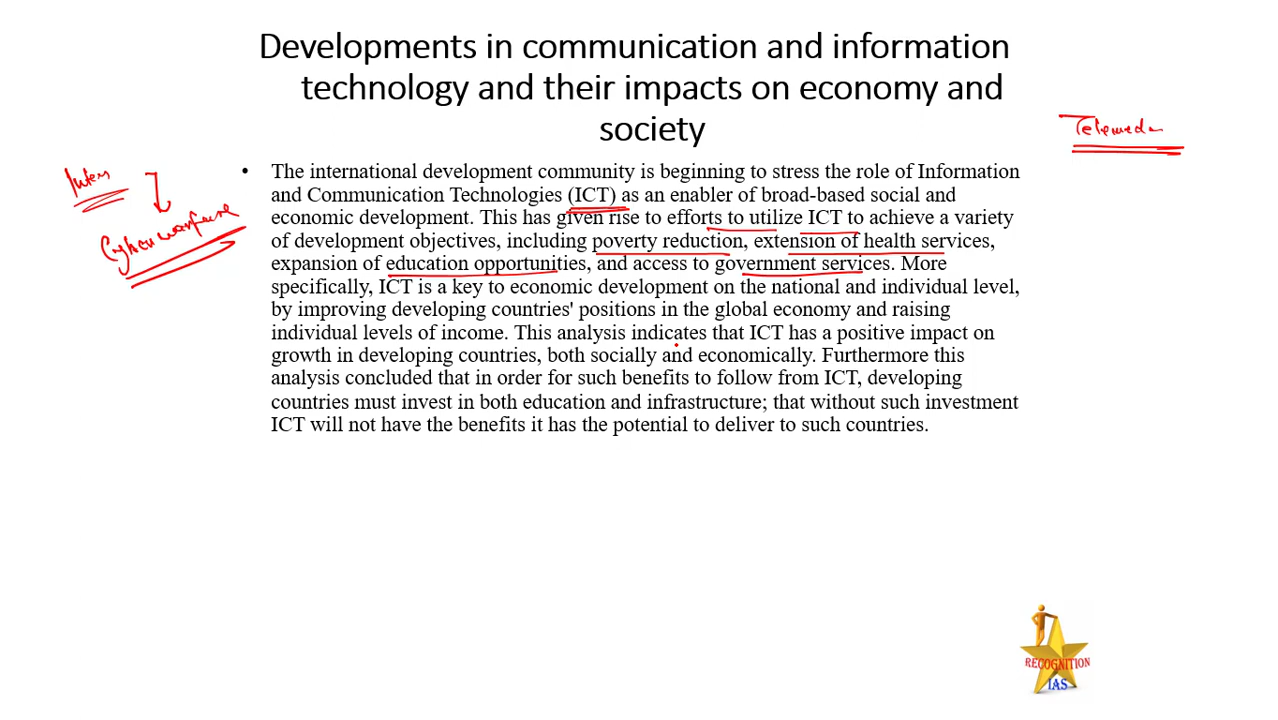 Developments in communication and information
technology and their impacts on economy and
society
• The international development community is beginning to stress the role of Information
and Communication Technologies (ICT) as an enabler of broad-based social and
economic development. This has given rise to efforts to utilize ICT to achieve a variety
of development objectives, including poverty reduction, extension of health services,
expansion of education opportunities, and access to government services. More
specifically, ICT is a key to economic development on the national and individual level,
by improving developing countries' positions in the global economy and raising
individual levels of income. This analysis indicates that ICT has a positive impact on
growth in developing countries, both socially and economically. Furthermore this
analysis concluded that in order for such benefits to follow from ICT, developing
countries must invest in both education and infrastructure; that without such investment
ICT will not have the benefits it has the potential to deliver to such countries.
Cyber warfare
RECOGNITION
IAS